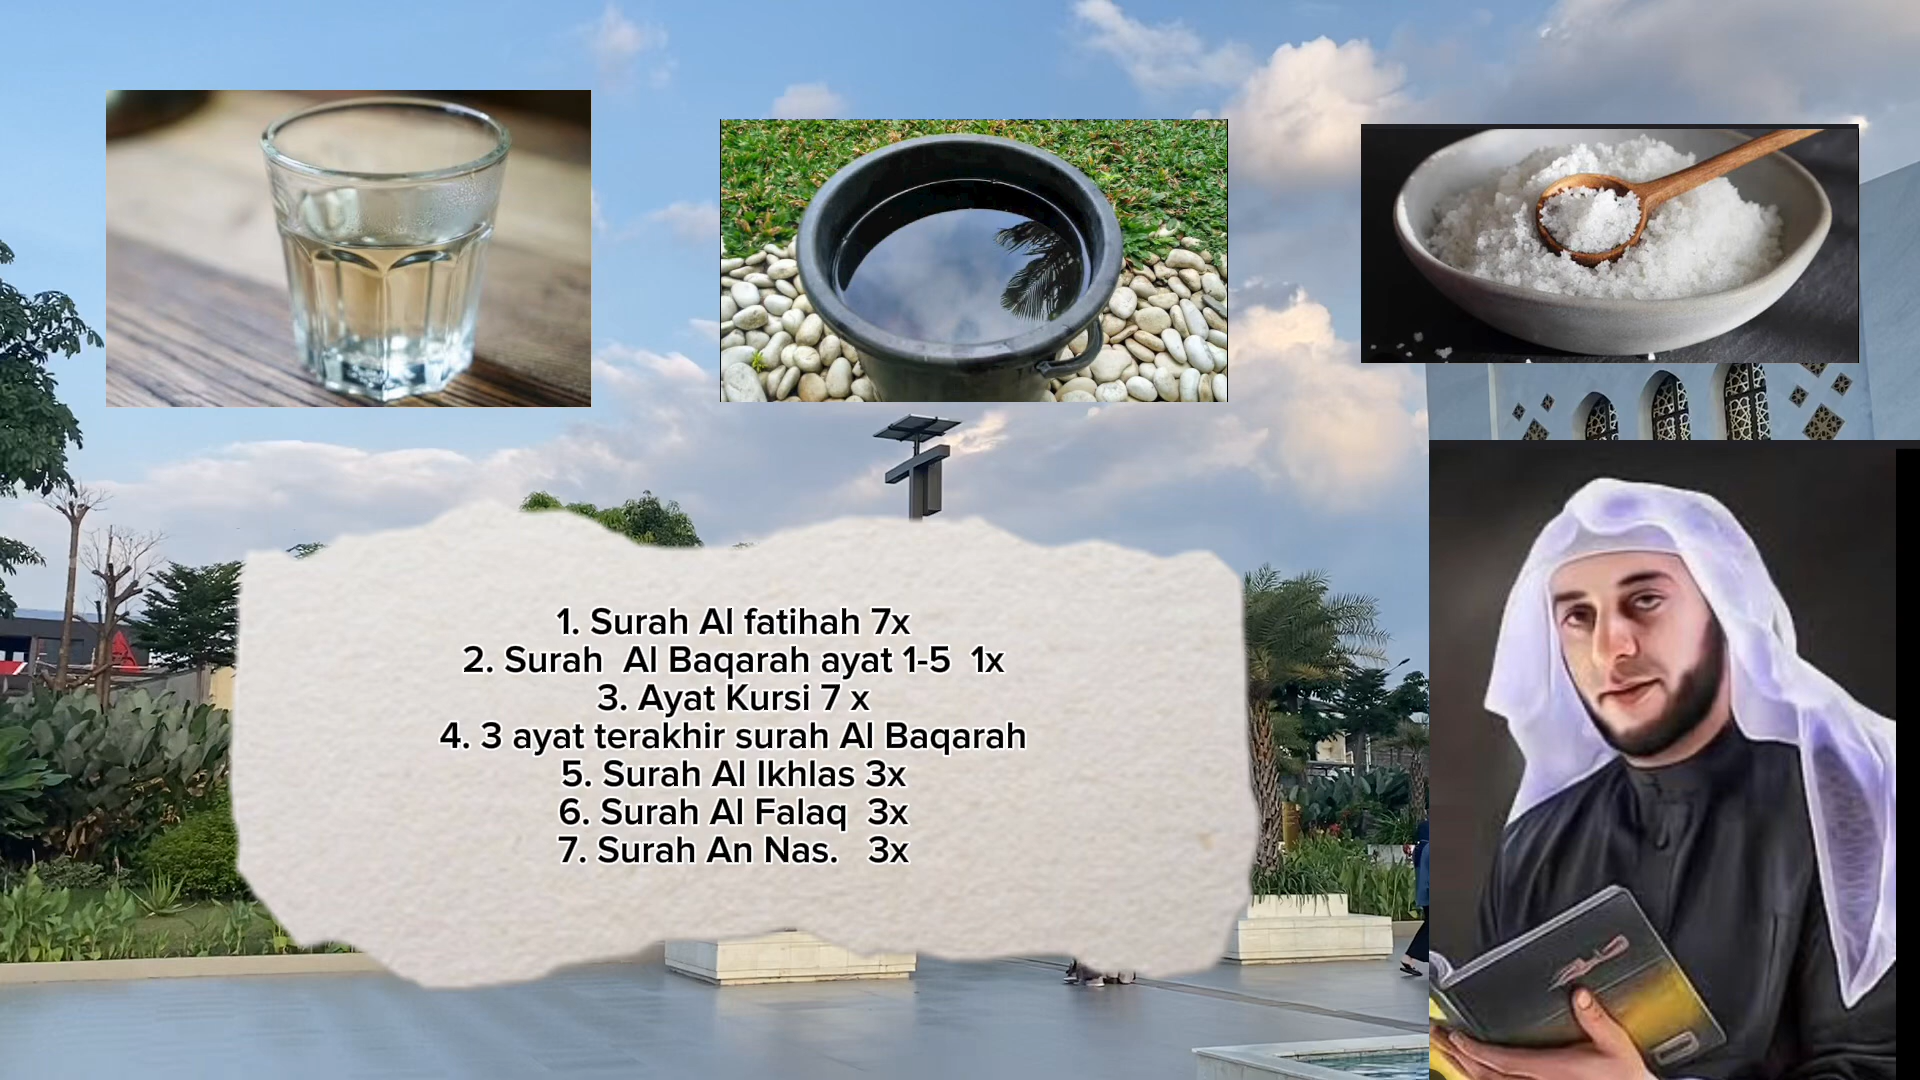 1. Surah Al fatihah 7x
2. Surah Al Baqarah ayat 1-5 1x
3. Ayat Kursi 7 x
4. 3 ayat terakhir surah Al Baqarah
5. Surah Al Ikhlas 3x
6. Surah Al Falaq 3x
7. Surah An Nas. 3x